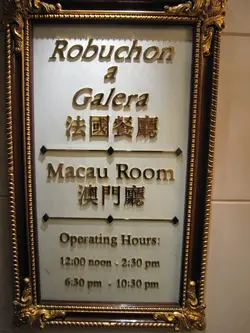 Robuchon
a
Galera
法國餐廳
Macau Room
澳門廳
Operating Hours:
12:00 noon - 2:30 pm
6:30 pm - 10:30 pm